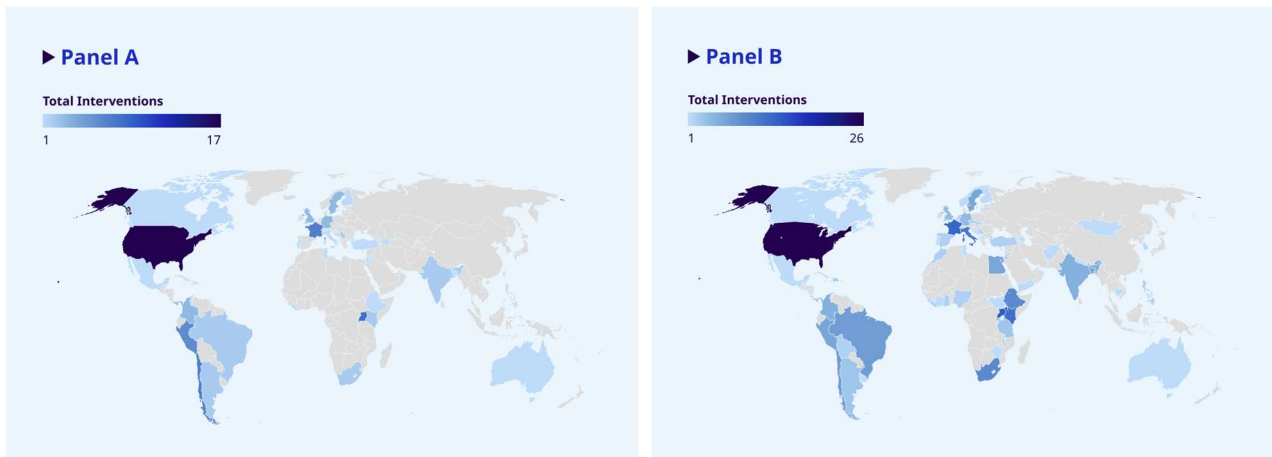 Panel A
Total Interventions
1 17
Panel B
Total Interventions
1 26